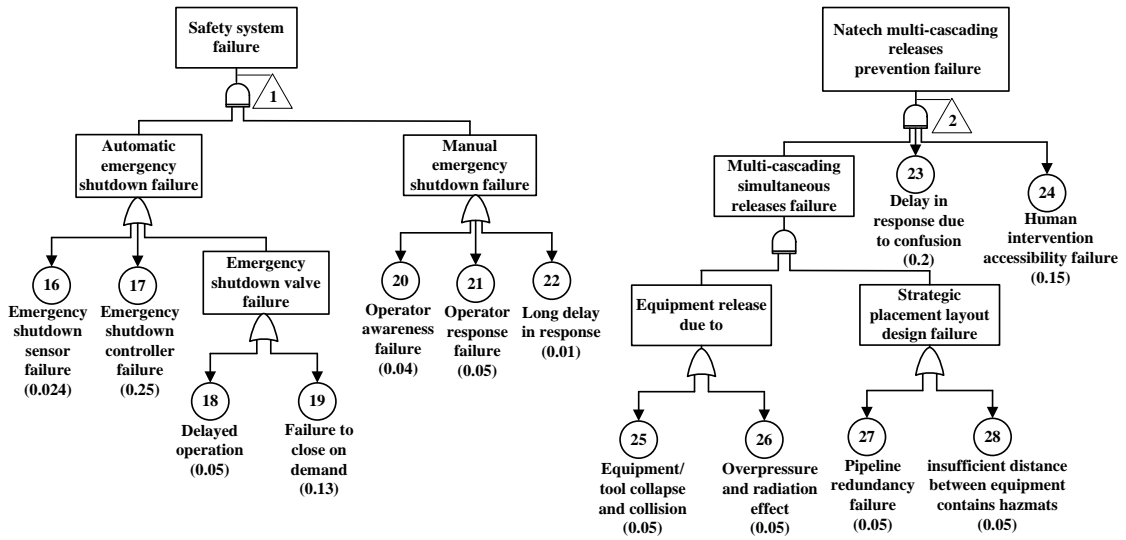 Safety system
failure
1
Automatic
emergency
shutdown failure
Manual
emergency
shutdown failure
16
Emergency
shutdown
sensor
failure
(0.024)
17
Emergency
shutdown
controller
failure
(0.25)
Emergency
shutdown valve
failure
18
Delayed
operation
(0.05)
19
Failure to
close on
demand
(0.13)
20
Operator
awareness
failure
(0.04)
21
Operator
response
failure
(0.05)
22
Long delay
in response
(0.01)
Natech multi-cascading
releases
prevention failure
2
Multi-cascading
simultaneous
releases failure
23
Delay in
response due
to confusion
(0.2)
24
Human
intervention
accessibility failure
(0.15)
Equipment release
due to
Strategic
placement layout
design failure
25
Equipment/
tool collapse
and collision
(0.05)
26
Overpressure
and radiation
effect
(0.05)
27
Pipeline
redundancy
failure
(0.05)
28
insufficient distance
between equipment
contains hazmats
(0.05)